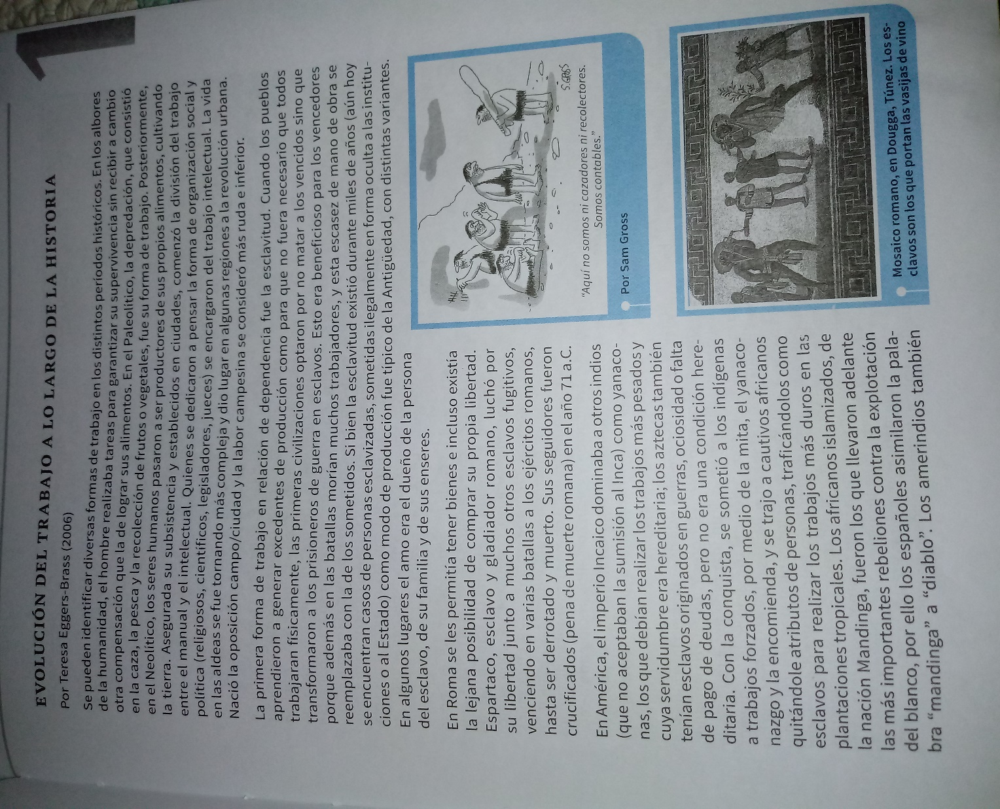 1
EVOLUCIÓN DEL TRABAJO A LO LARGO DE LA HISTORIA
Por Teresa Eggers-Brass (2006)
Se pueden identificar diversas formas de trabajo en los distintos períodos históricos. En los albores
de la humanidad, el hombre realizaba tareas para garantizar su supervivencia sin recibir a cambio
otra compensación que la de lograr sus alimentos. En el Paleolítico, la depredación, que consistió
en la caza, la pesca y la recolección de frutos o vegetales, fue su forma de trabajo. Posteriormente,
en el Neolítico, los seres humanos pasaron a ser productores de sus propios alimentos, cultivando
la tierra. Asegurada su subsistencia y establecidos en ciudades, comenzó la división del trabajo
entre el manual y el intelectual. Quienes se dedicaron a pensar la forma de organización social y
política (religiosos, científicos, legisladores, jueces) se encargaron del trabajo intelectual. La vida
en las aldeas se fue tornando más compleja y dio lugar en algunas regiones a la revolución urbana.
Nació la oposición campo/ciudad y la labor campesina se consideró más ruda e inferior.
La primera forma de trabajo en relación de dependencia fue la esclavitud. Cuando los pueblos
aprendieron a generar excedentes de producción como para que no fuera necesario que todos
trabajaran físicamente, las primeras civilizaciones optaron por no matar a los vencidos sino que
transformaron a los prisioneros de guerra en esclavos. Esto era beneficioso para los vencedores
porque además en las batallas morían muchos trabajadores, y esta escasez de mano de obra se
reemplazaba con la de los sometidos. Si bien la esclavitud existió durante miles de años (aún hoy
se encuentran casos de personas esclavizadas, sometidas ilegalmente en forma oculta a las institu-
ciones o al Estado) como modo de producción fue típico de la Antigüedad, con distintas variantes.
En algunos lugares el amo era el dueño de la persona
del esclavo, de su familia y de sus enseres.
En Roma se les permitía tener bienes e incluso existía
la lejana posibilidad de comprar su propia libertad.
Espartaco, esclavo y gladiador romano, luchó por
su libertad junto a muchos otros esclavos fugitivos,
venciendo en varias batallas a los ejércitos romanos,
hasta ser derrotado y muerto. Sus seguidores fueron
crucificados (pena de muerte romana) en el año 71 a.C.
En América, el imperio Incaico dominaba a otros indios
(que no aceptaban la sumisión al Inca) como yanaco-
nas, los que debían realizar los trabajos más pesados y
cuya servidumbre era hereditaria; los aztecas también
tenían esclavos originados en guerras, ociosidad o falta
de pago de deudas, pero no era una condición here-
ditaria. Con la conquista, se sometió a los indígenas
a trabajos forzados, por medio de la mita, el yanaco-
nazgo y la encomienda, y se trajo a cautivos africanos
quitándole atributos de personas, traficándolos como
esclavos para realizar los trabajos más duros en las
plantaciones tropicales. Los africanos islamizados, de
la nación Mandinga, fueron los que llevaron adelante
las más importantes rebeliones contra la explotación
del blanco, por ello los españoles asimilaron la pala-
bra “mandinga” a “diablo”. Los amerindios también
S.GROSS
“Aquí no somos ni cazadores ni recolectores.
Somos contables.”
Por Sam Gross
Mosaico romano, en Dougga, Túnez. Los es-
clavos son los que portan las vasijas de vino